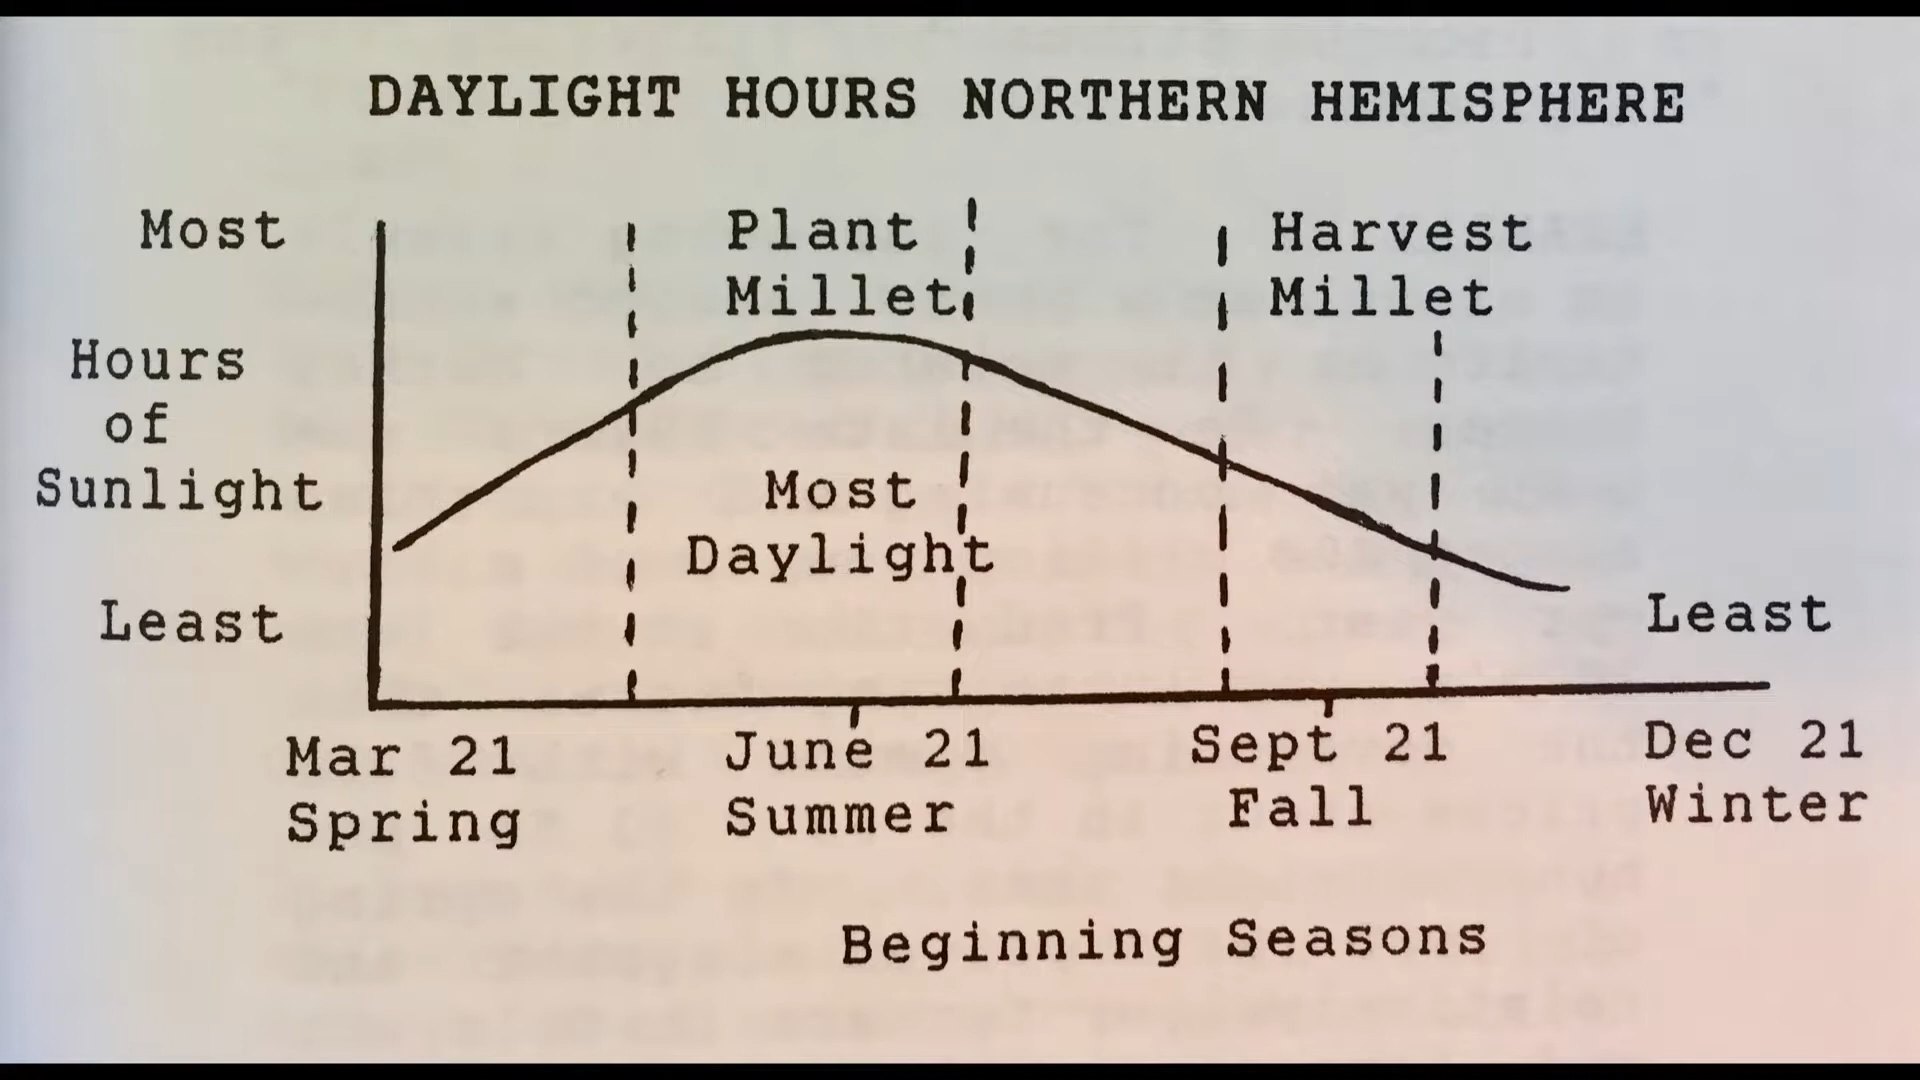 DAYLIGHT HOURS NORTHERN HEMISPHERE
Most
Plant
Millet
Harvest
Millet
Hours
of
Sunlight
Most
Daylight
Least
Least
Mar 21
Spring
June 21
Summer
Sept 21
Fall
Dec 21
Winter
Beginning Seasons